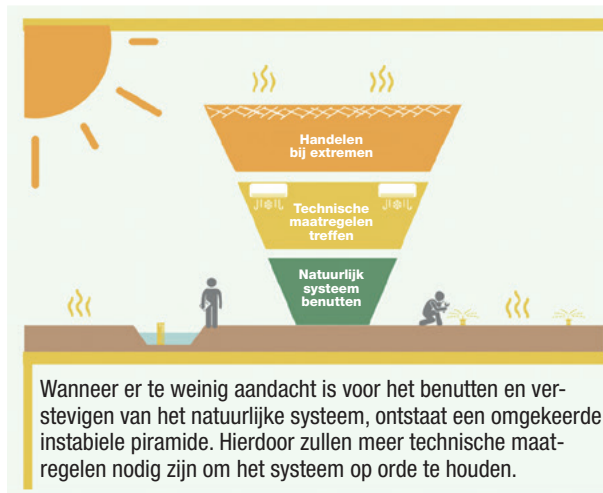 Handelen
bij extremen
Technische
maatregelen
treffen
Natuurlijk
systeem
benutten
Wanneer er te weinig aandacht is voor het benutten en ver-
stevigen van het natuurlijke systeem, ontstaat een omgekeerde
instabiele piramide. Hierdoor zullen meer technische maat-
regelen nodig zijn om het systeem op orde te houden.